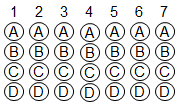 1 2 3 4 5 6 7
A A A A A A A
B B B B B B B
C C C C C C C
D D D D D D D